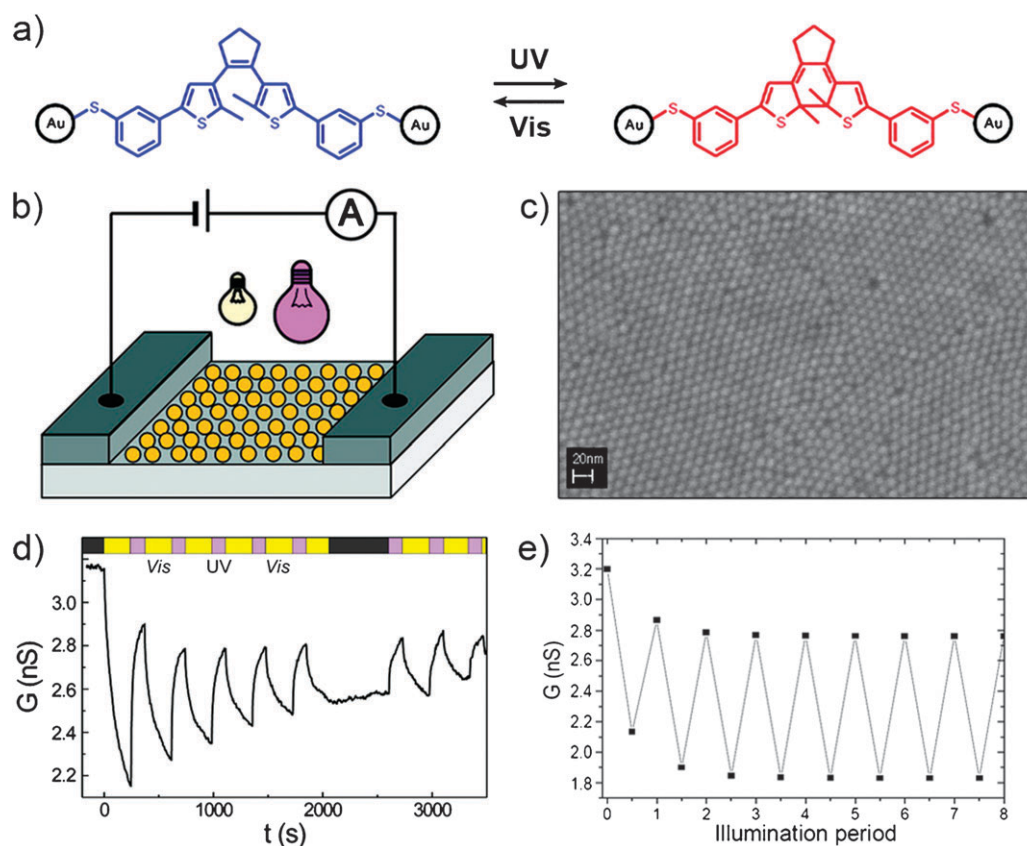 a)
UV
Vis
Au
S
S
S
S
Au
Au
S
S
S
S
Au
b)
A
c)
20nm
d)
Vis
UV
Vis
3.0
2.8
2.6
2.4
2.2
G (nS)
0
1000
2000
3000
t (s)
e)
3.4
3.2
3.0
2.8
2.6
2.4
2.2
2.0
1.8
G (nS)
0
1
2
3
4
5
6
7
8
Illumination period